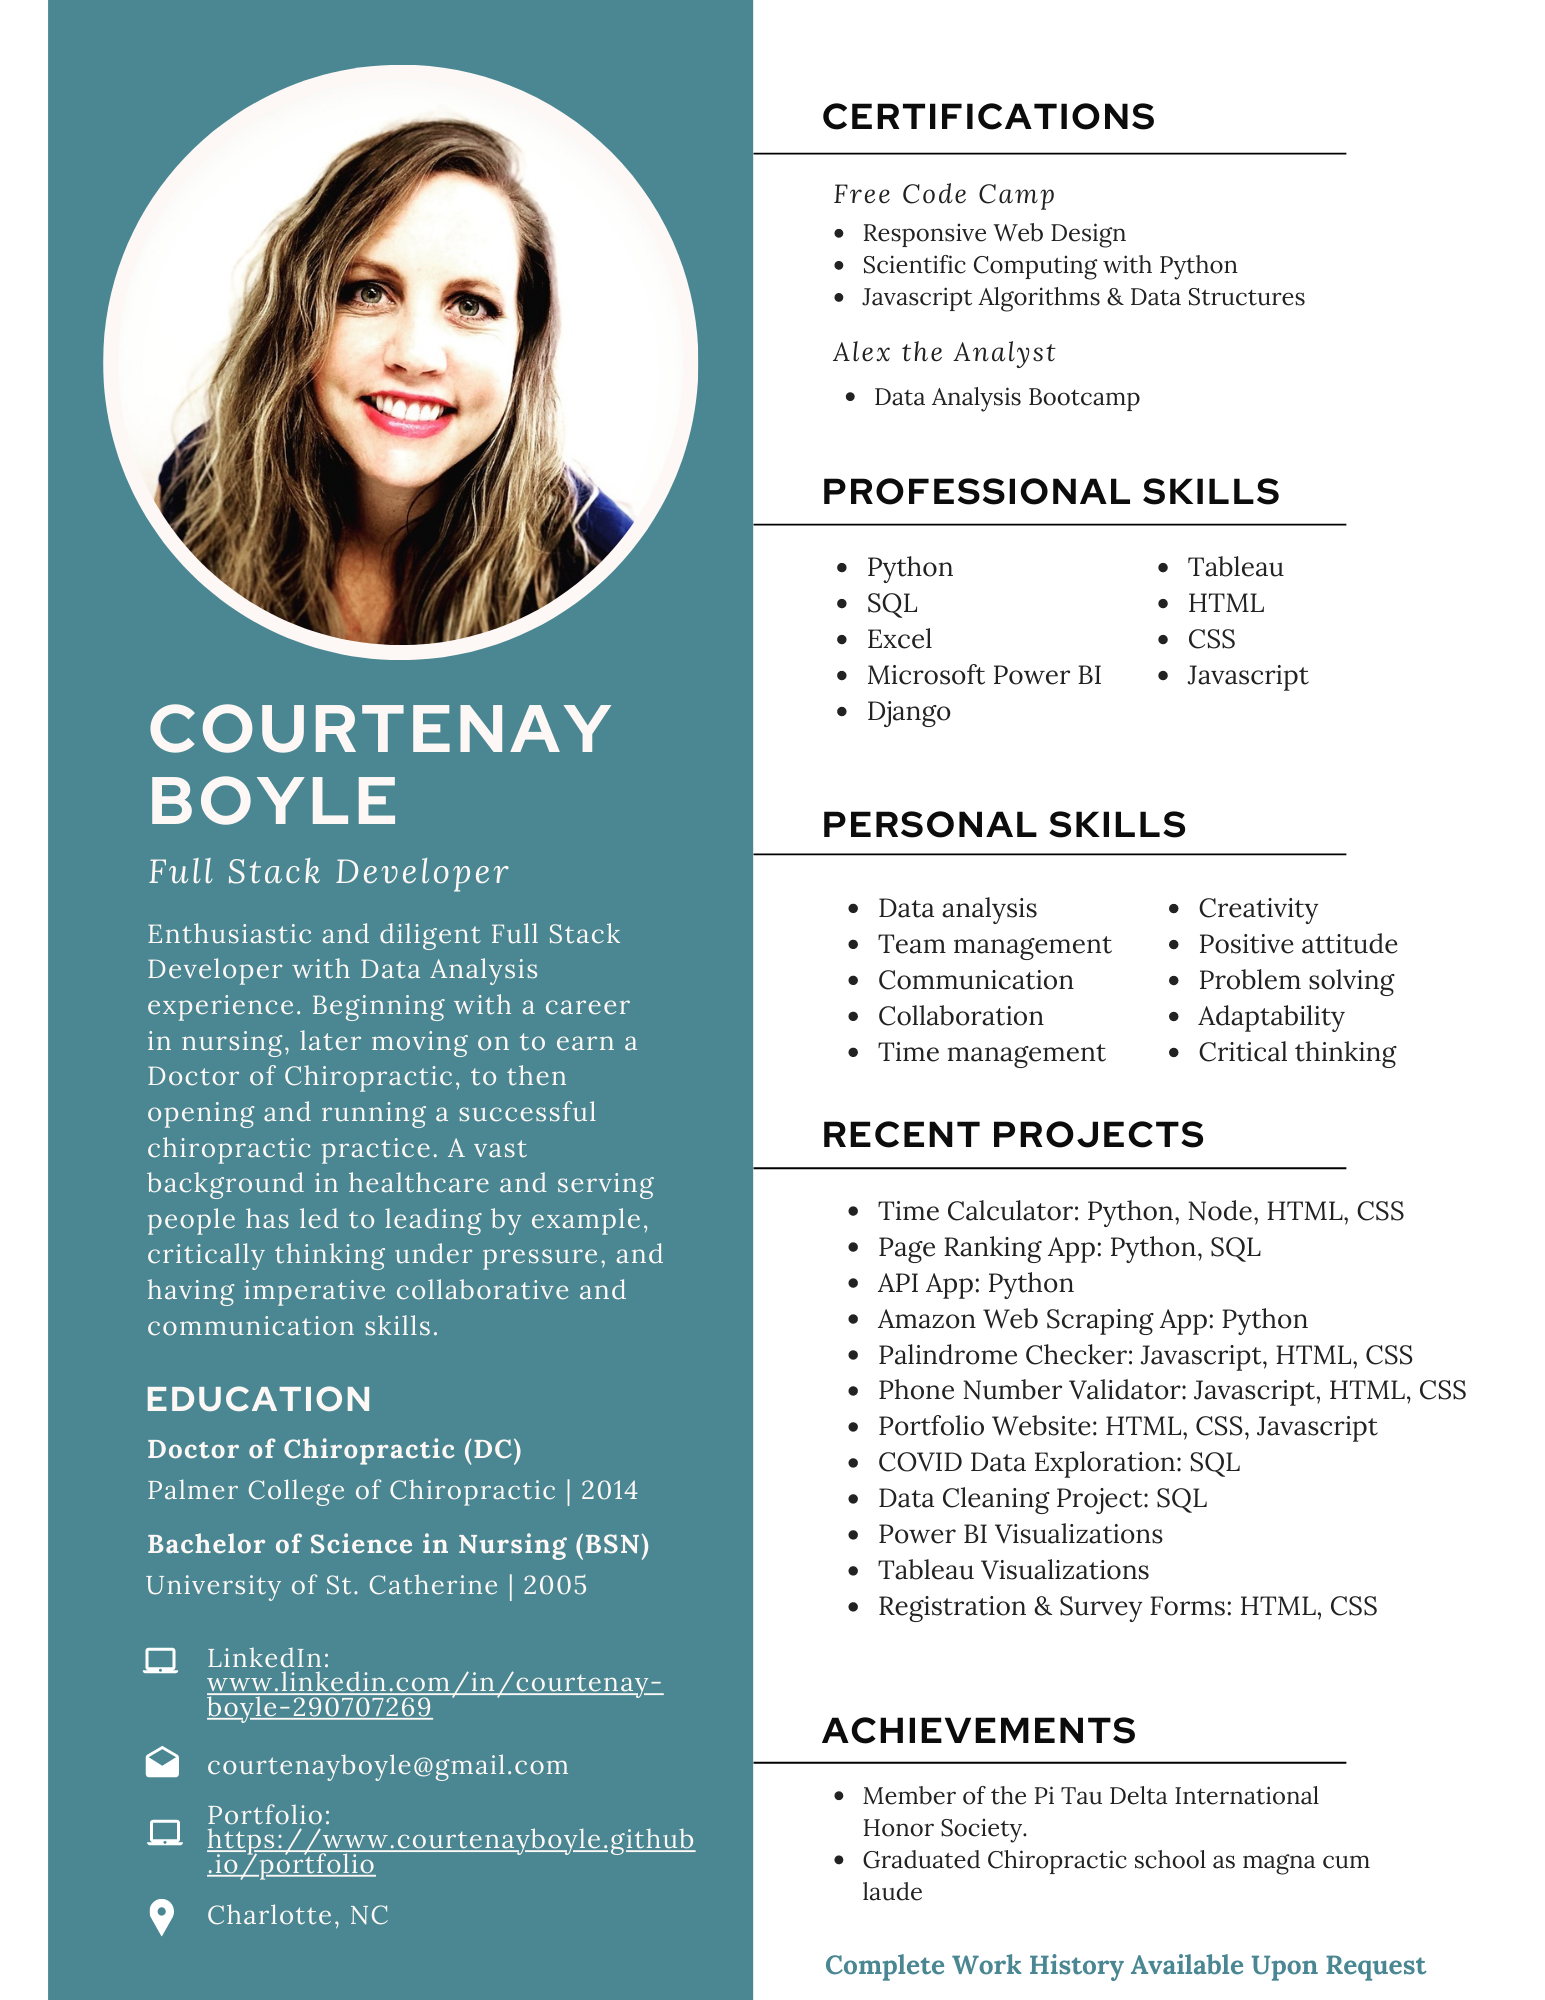 COURTENAY
BOYLE
Full Stack Developer
Enthusiastic and diligent Full Stack
Developer with Data Analysis
experience. Beginning with a career
in nursing, later moving on to earn a
Doctor of Chiropractic, to then
opening and running a successful
chiropractic practice. A vast
background in healthcare and serving
people has led to leading by example,
critically thinking under pressure, and
having imperative collaborative and
communication skills.
EDUCATION
Doctor of Chiropractic (DC)
Palmer College of Chiropractic | 2014
Bachelor of Science in Nursing (BSN)
University of St. Catherine | 2005
LinkedIn:
www.linkedin.com/in/courtenay-
boyle-290707269
courtenayboyle@gmail.com
Portfolio:
https://www.courtenayboyle.github
.io/portfolio
Charlotte, NC
CERTIFICATIONS
Free Code Camp
• Responsive Web Design
• Scientific Computing with Python
• Javascript Algorithms & Data Structures
Alex the Analyst
• Data Analysis Bootcamp
PROFESSIONAL SKILLS
• Python
• SQL
• Excel
• Microsoft Power BI
• Django
• Tableau
• HTML
• CSS
• Javascript
PERSONAL SKILLS
• Data analysis
• Team management
• Communication
• Collaboration
• Time management
• Creativity
• Positive attitude
• Problem solving
• Adaptability
• Critical thinking
RECENT PROJECTS
• Time Calculator: Python, Node, HTML, CSS
• Page Ranking App: Python, SQL
• API App: Python
• Amazon Web Scraping App: Python
• Palindrome Checker: Javascript, HTML, CSS
• Phone Number Validator: Javascript, HTML, CSS
• Portfolio Website: HTML, CSS, Javascript
• COVID Data Exploration: SQL
• Data Cleaning Project: SQL
• Power BI Visualizations
• Tableau Visualizations
• Registration & Survey Forms: HTML, CSS
ACHIEVEMENTS
• Member of the Pi Tau Delta International
Honor Society.
• Graduated Chiropractic school as magna cum
laude
Complete Work History Available Upon Request